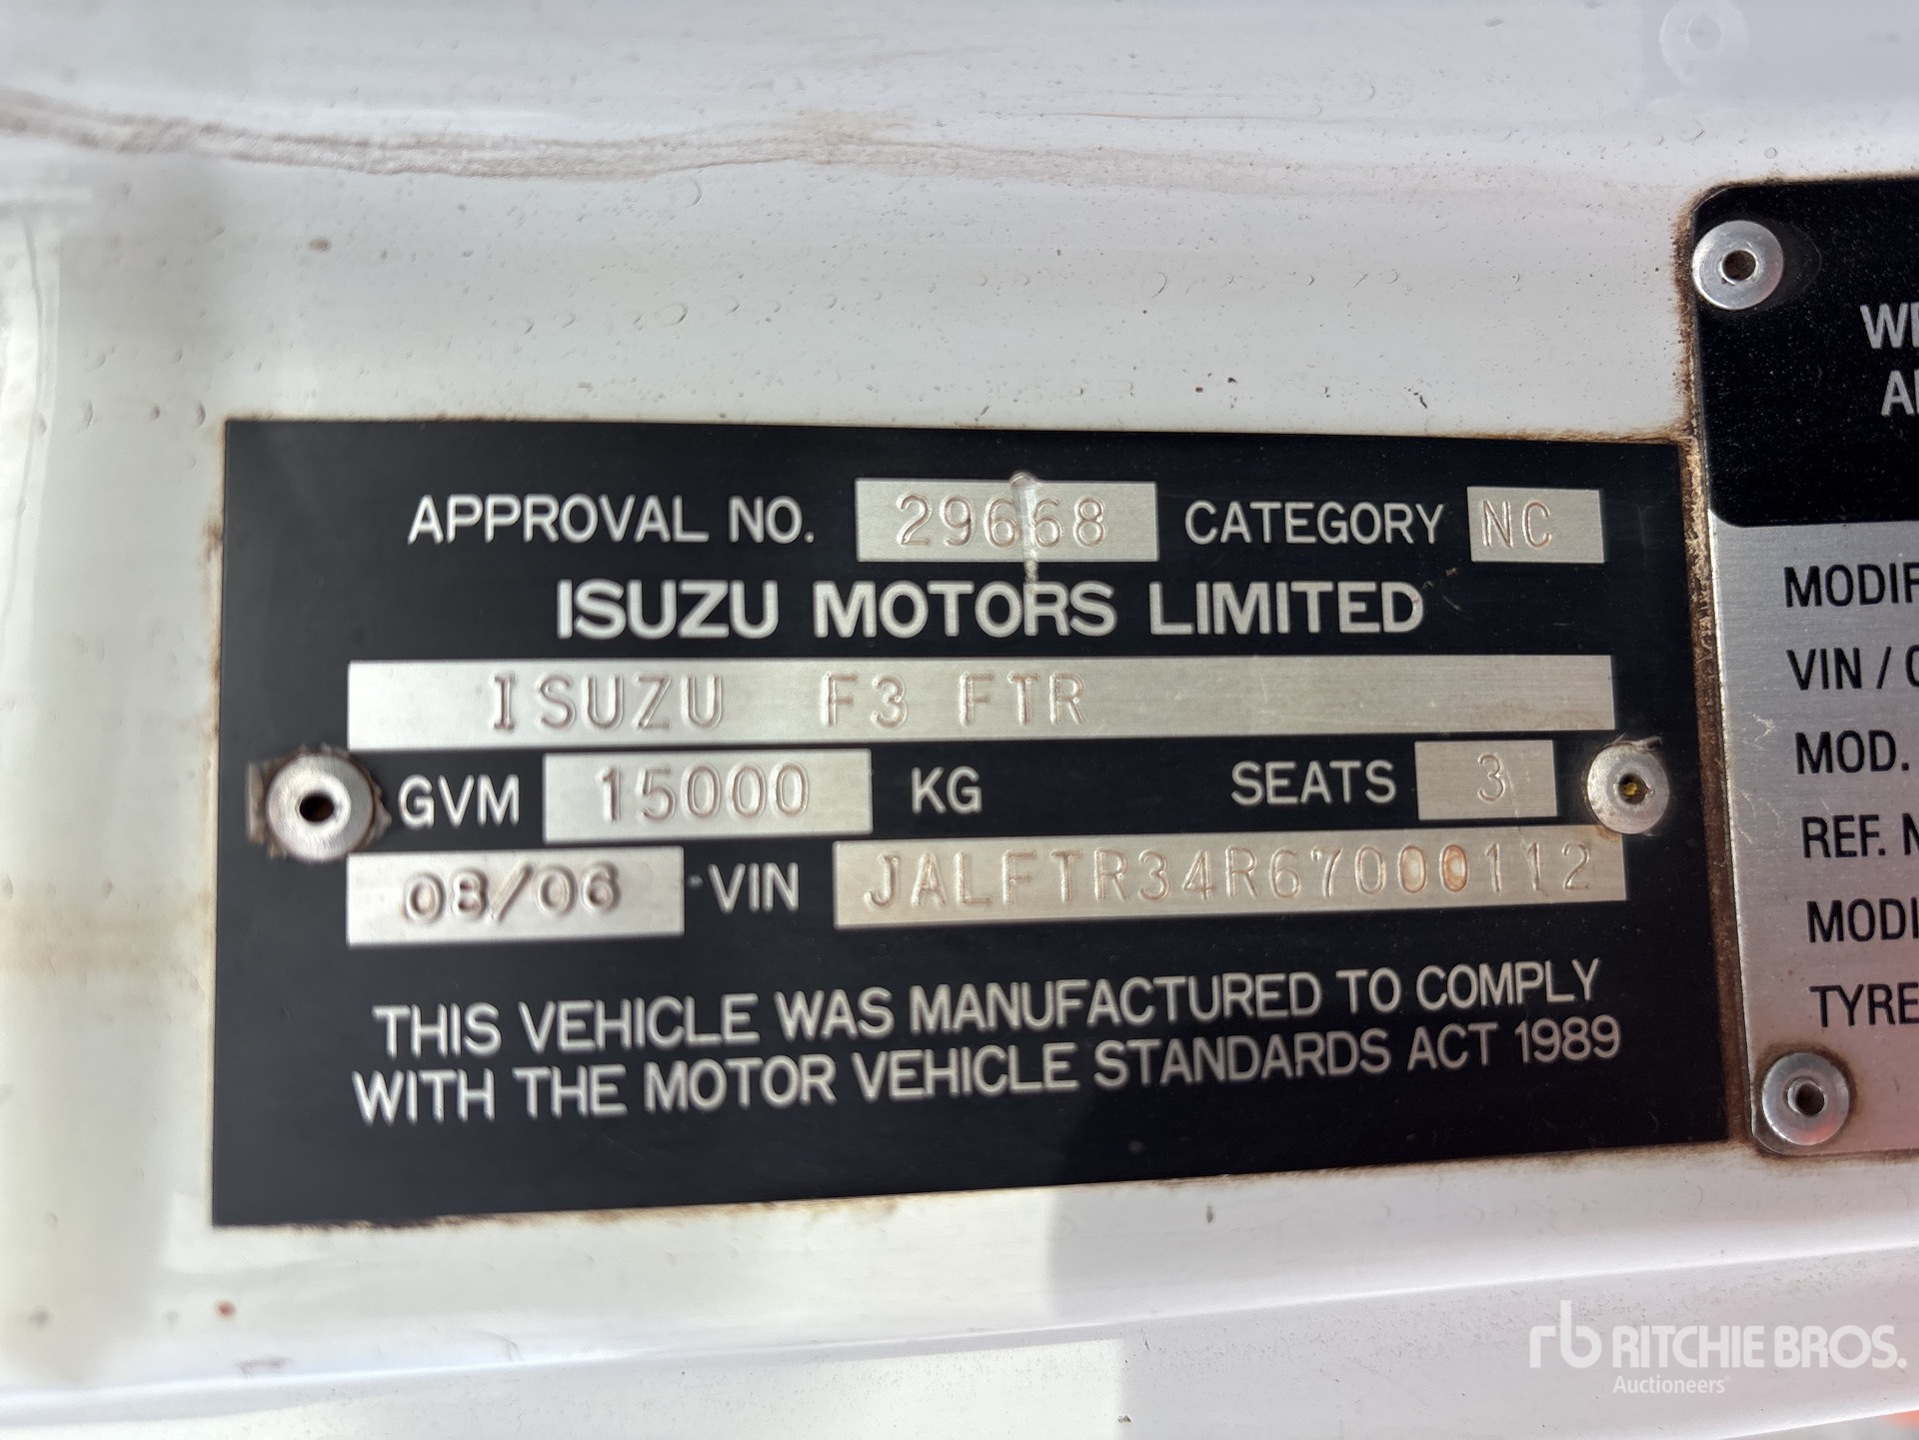 APPROVAL NO. 29668 CATEGORY NC
ISUZU MOTORS LIMITED
ISUZU F3 FTR
GVM 15000 KG SEATS 3
08/06 VIN JALFTR34R67000112
THIS VEHICLE WAS MANUFACTURED TO COMPLY
WITH THE MOTOR VEHICLE STANDARDS ACT 1989
MODIF
VIN / 
MOD.
REF. N
MODI
TYRE
rb RITCHIE BROS.
Auctioneers